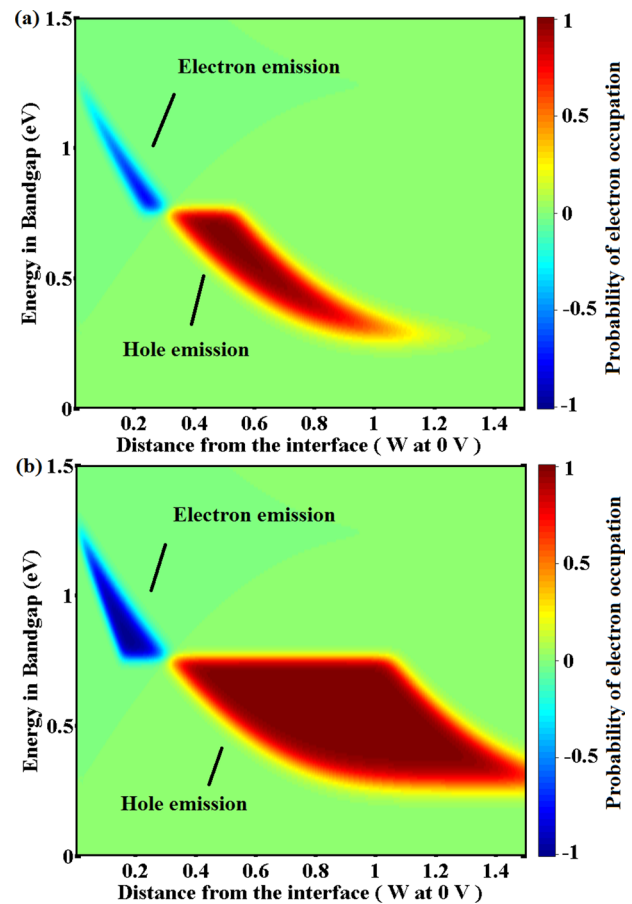 (a)
1.5
1
0.5
0
Energy in Bandgap (eV)
Electron emission
Hole emission
0.2 0.4 0.6 0.8 1 1.2 1.4
Distance from the interface ( W at 0 V )
1
0.5
0
-0.5
-1
Probability of electron occupation
(b)
1.5
1
0.5
0
Energy in Bandgap (eV)
Electron emission
Hole emission
0.2 0.4 0.6 0.8 1 1.2 1.4
Distance from the interface ( W at 0 V )
1
0.5
0
-0.5
-1
Probability of electron occupation